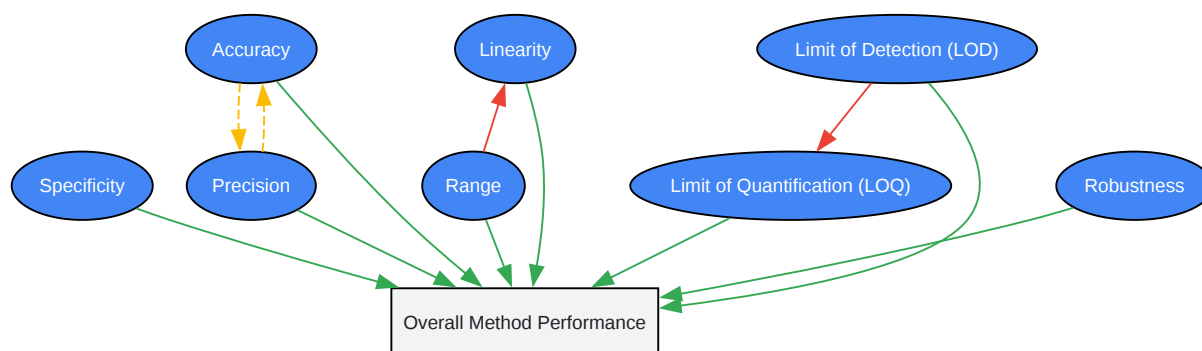 Accuracy
Linearity
Limit of Detection (LOD)
Specificity
Precision
Range
Limit of Quantification (LOQ)
Robustness
Overall Method Performance